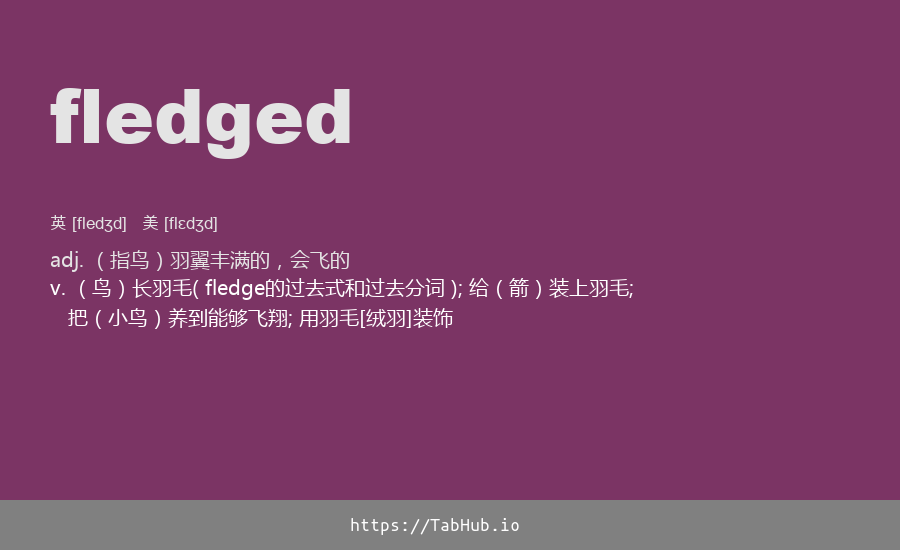 fledged
英 [fledʒd] 美 [flɛdʒd]
adj. （指鸟）羽翼丰满的，会飞的
v. （鸟）长羽毛( fledge的过去式和过去分词 ); 给（箭）装上羽毛;
把（小鸟）养到能够飞翔; 用羽毛[绒羽]装饰
https://TabHub.io